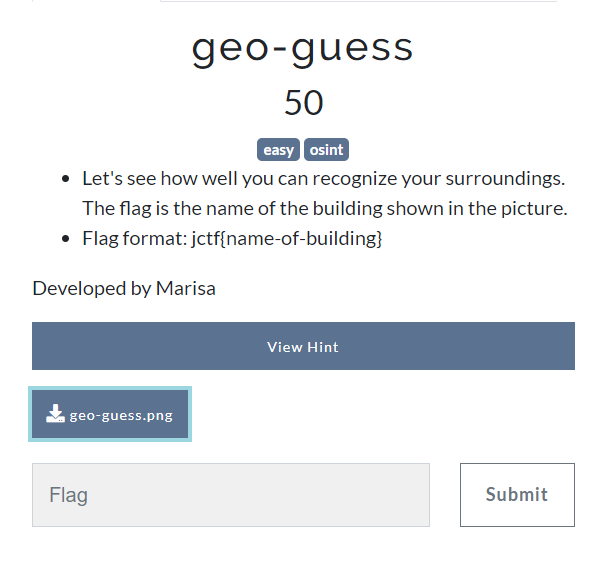 geo-guess
50
easy osint
Let's see how well you can recognize your surroundings.
The flag is the name of the building shown in the picture.
Flag format: jctf{name-of-building}
Developed by Marisa
View Hint
geo-guess.png
Flag Submit